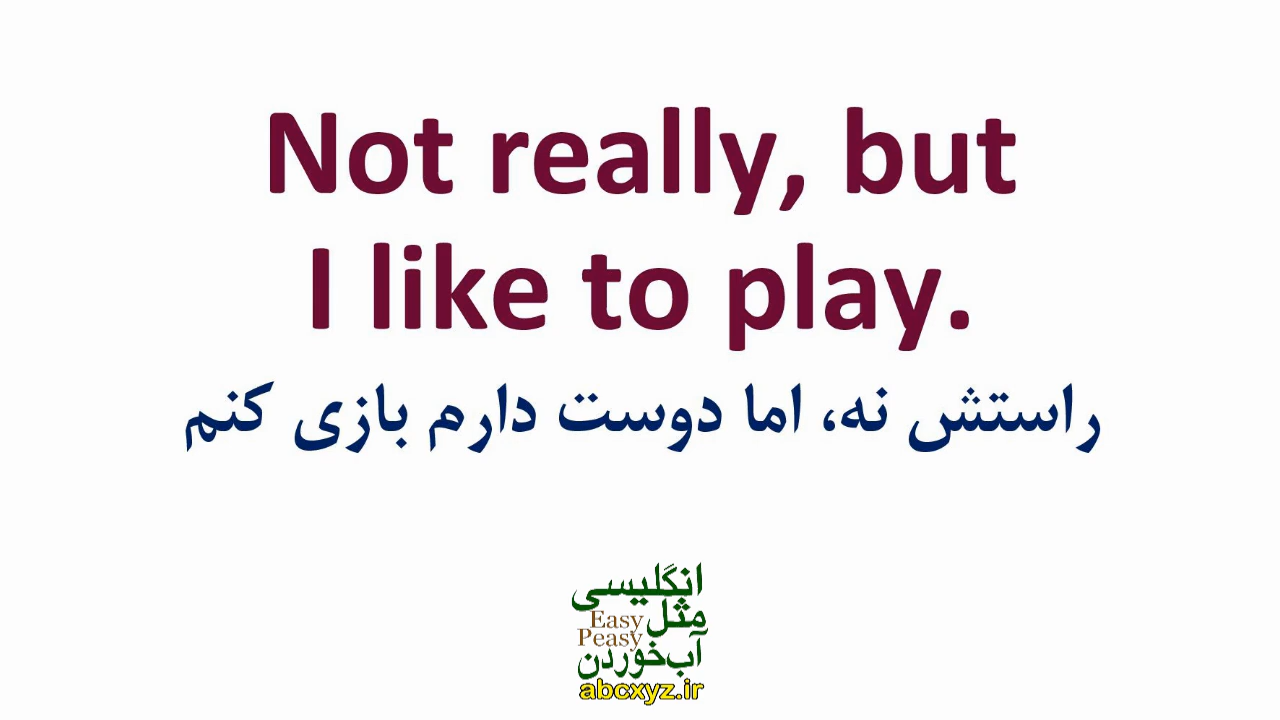 Not really, but
I like to play.
راستش نه، اما دوست دارم بازی کنم
انگلیسی
مثل
Easy
Peasy
آب‌خوردن
abcxyz.ir